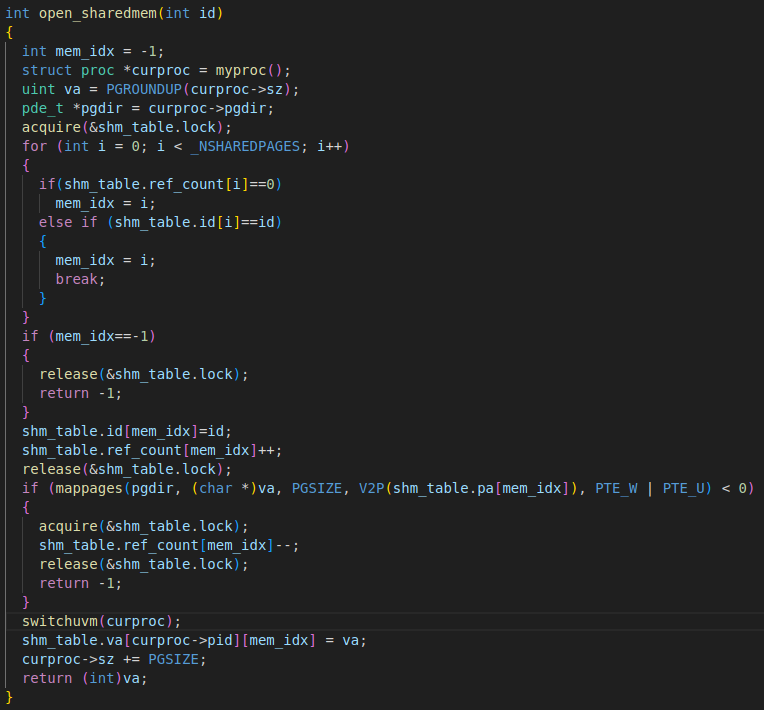 int open_sharedmem(int id)
{
  int mem_idx = -1;
  struct proc *curproc = myproc();
  uint va = PGROUNDUP(curproc->sz);
  pde_t *pgdir = curproc->pgdir;
  acquire(&shm_table.lock);
  for (int i = 0; i < _NSHAREDPAGES; i++)
  {
    if(shm_table.ref_count[i]==0)
      mem_idx = i;
    else if (shm_table.id[i]==id)
    {
      mem_idx = i;
      break;
    }
  }
  if (mem_idx==-1)
  {
    release(&shm_table.lock);
    return -1;
  }
  shm_table.id[mem_idx]=id;
  shm_table.ref_count[mem_idx]++;
  release(&shm_table.lock);
  if (mappages(pgdir, (char *)va, PGSIZE, V2P(shm_table.pa[mem_idx]), PTE_W | PTE_U) < 0)
  {
    acquire(&shm_table.lock);
    shm_table.ref_count[mem_idx]--;
    release(&shm_table.lock);
    return -1;
  }
  switchuvm(curproc);
  shm_table.va[curproc->pid][mem_idx] = va;
  curproc->sz += PGSIZE;
  return (int)va;
}